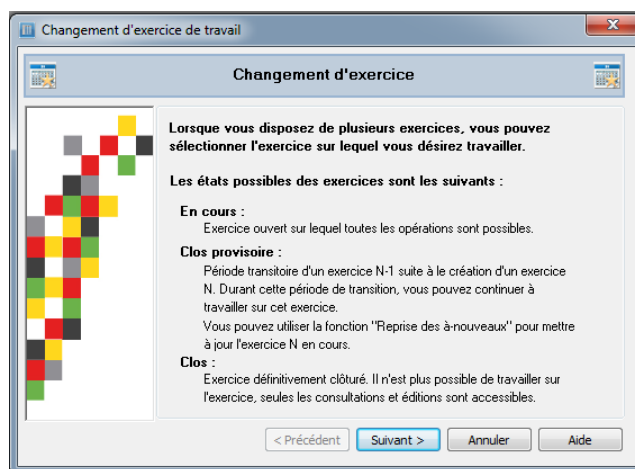 Changement d'exercice de travail
Changement d'exercice
Lorsque vous disposez de plusieurs exercices, vous pouvez
sélectionner l'exercice sur lequel vous désirez travailler.
Les états possibles des exercices sont les suivants :
En cours :
Exercice ouvert sur lequel toutes les opérations sont possibles.
Clos provisoire :
Période transitoire d'un exercice N-1 suite à la création d'un exercice
N. Durant cette période de transition, vous pouvez continuer à
travailler sur cet exercice.
Vous pouvez utiliser la fonction "Reprise des à-nouveaux" pour mettre
à jour l'exercice N en cours.
Clos :
Exercice définitivement clôturé. Il n'est plus possible de travailler sur
l'exercice, seules les consultations et éditions sont accessibles.
< Précédent Suivant > Annuler Aide